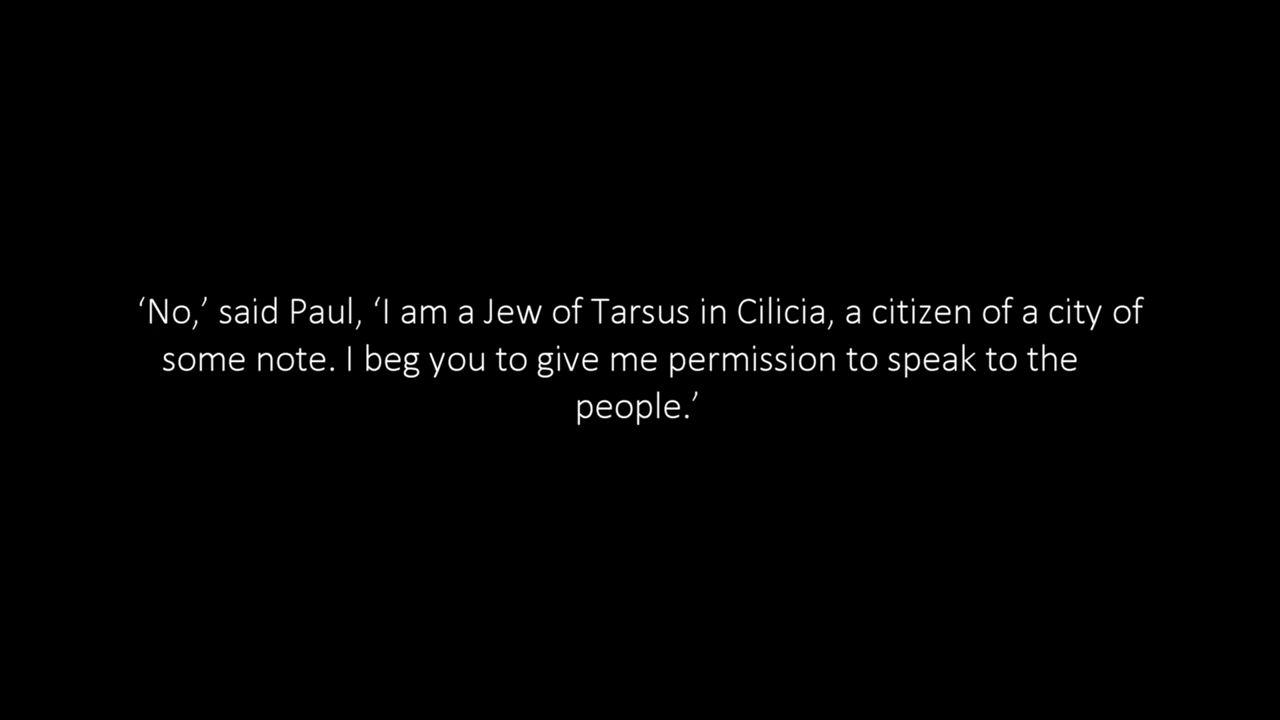 ‘No,’ said Paul, ‘I am a Jew of Tarsus in Cilicia, a citizen of a city of
some note. I beg you to give me permission to speak to the
people.’